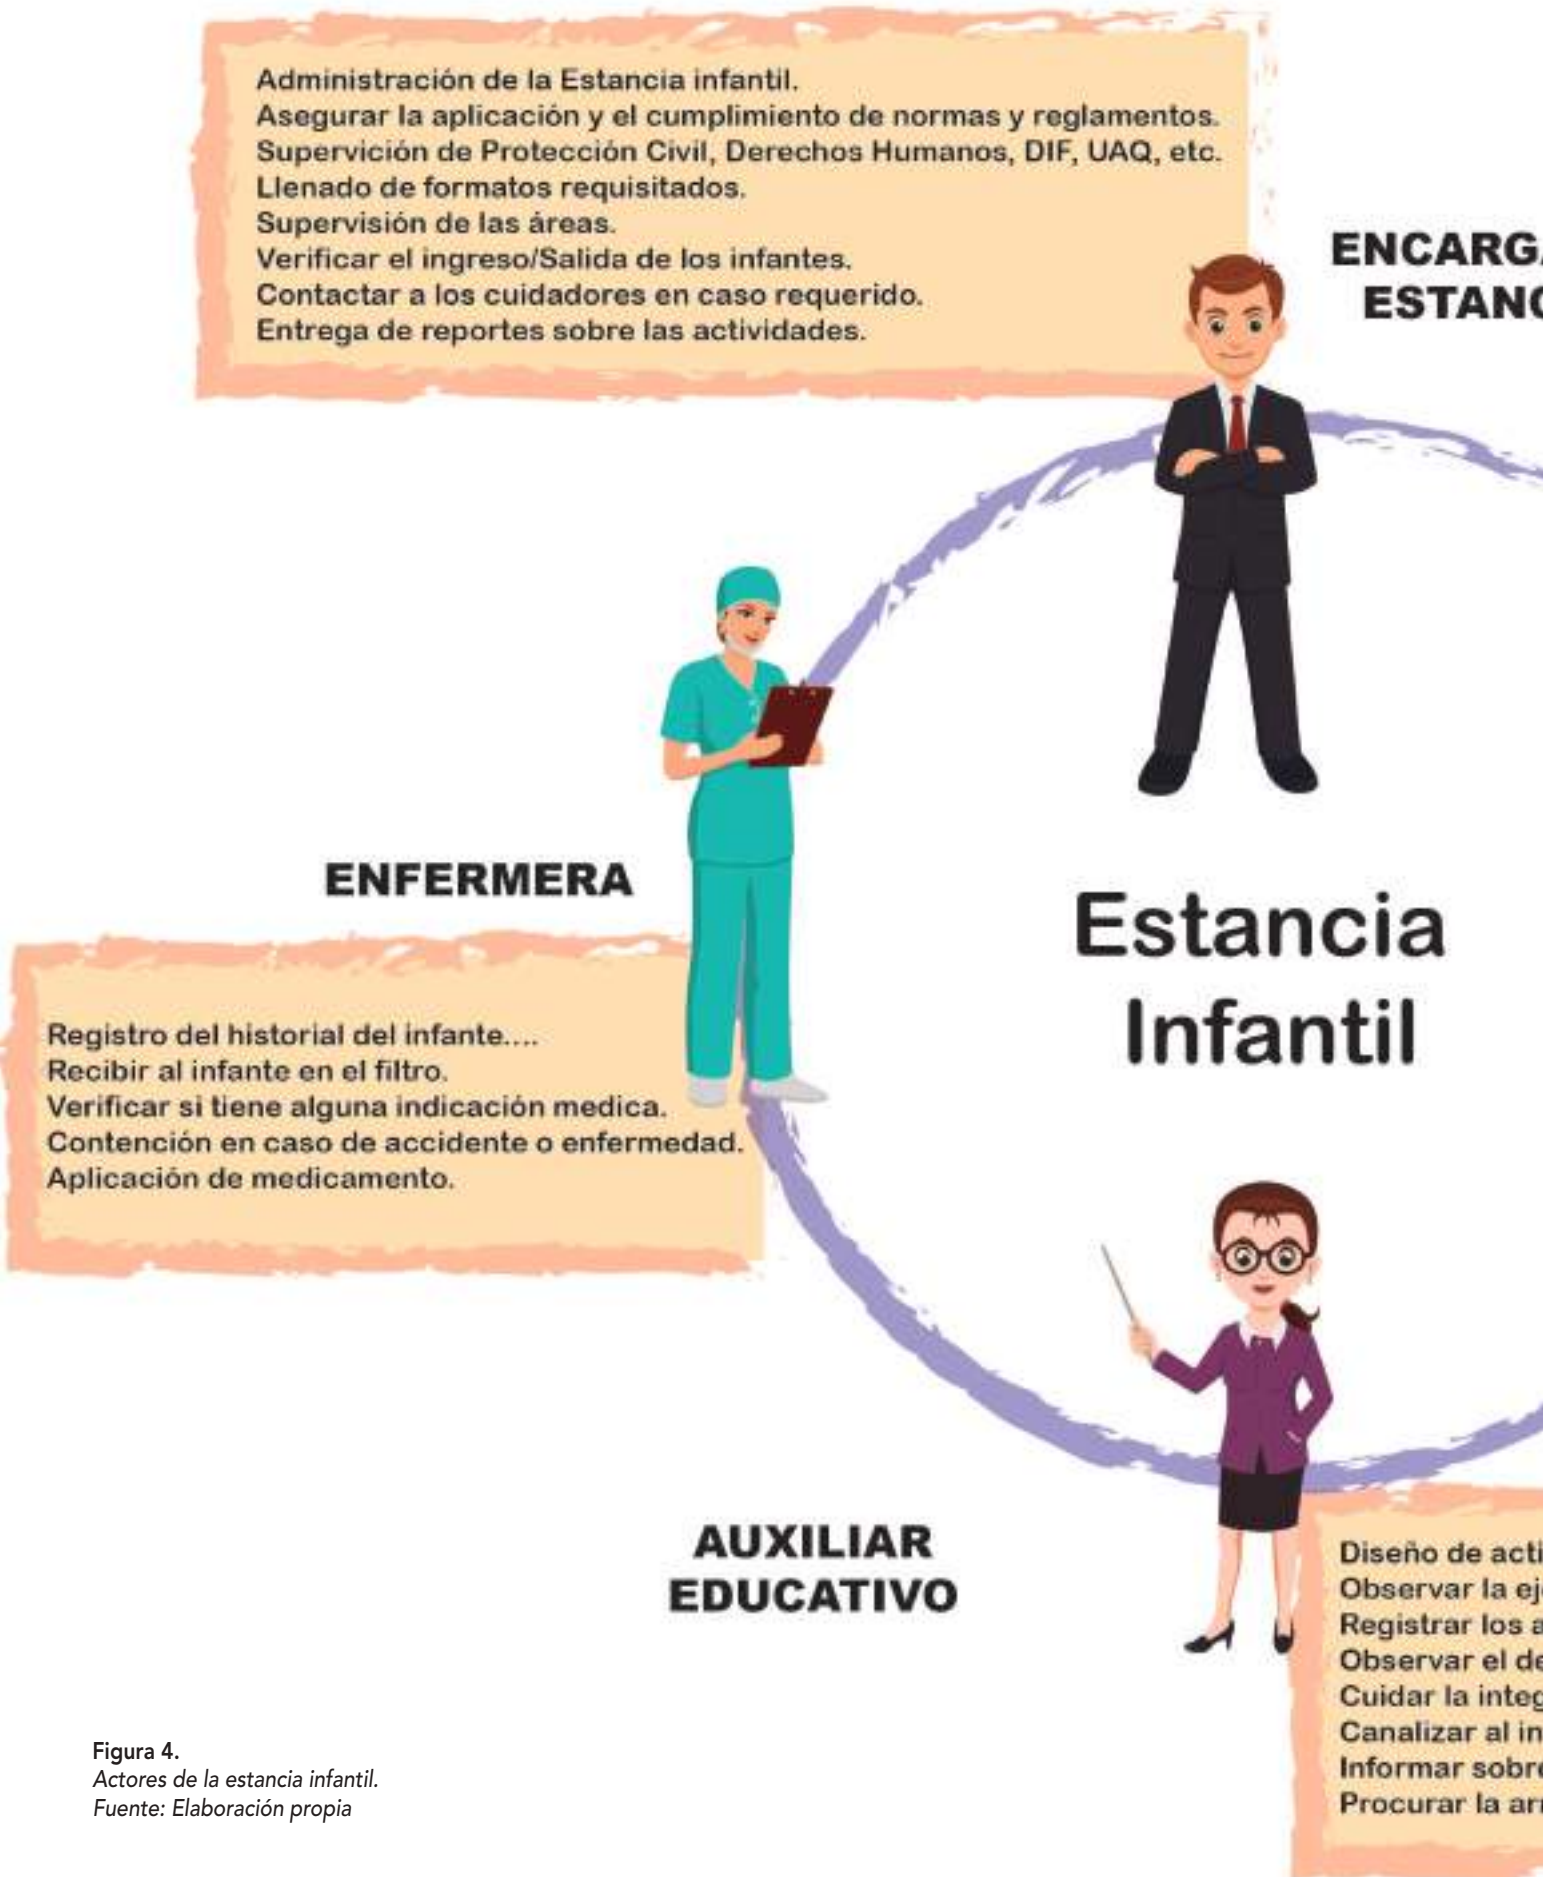 Administración de la Estancia infantil.
Asegurar la aplicación y el cumplimiento de normas y reglamentos.
Supervición de Protección Civil, Derechos Humanos, DIF, UAQ, etc.
Llenado de formatos requisitados.
Supervisión de las áreas.
Verificar el ingreso/Salida de los infantes.
Contactar a los cuidadores en caso requerido.
Entrega de reportes sobre las actividades.
ENFERMERA
Registro del historial del infante....
Recibir al infante en el filtro.
Verificar si tiene alguna indicación medica.
Contención en caso de accidente o enfermedad.
Aplicación de medicamento.
Estancia
Infantil
AUXILIAR
EDUCATIVO
Diseño de
Observar la
Registrar los
Observar el
Cuidar la
Canalizar al
Informar
Procurar la
Figura 4.
Actores de la estancia infantil.
Fuente: Elaboración propia